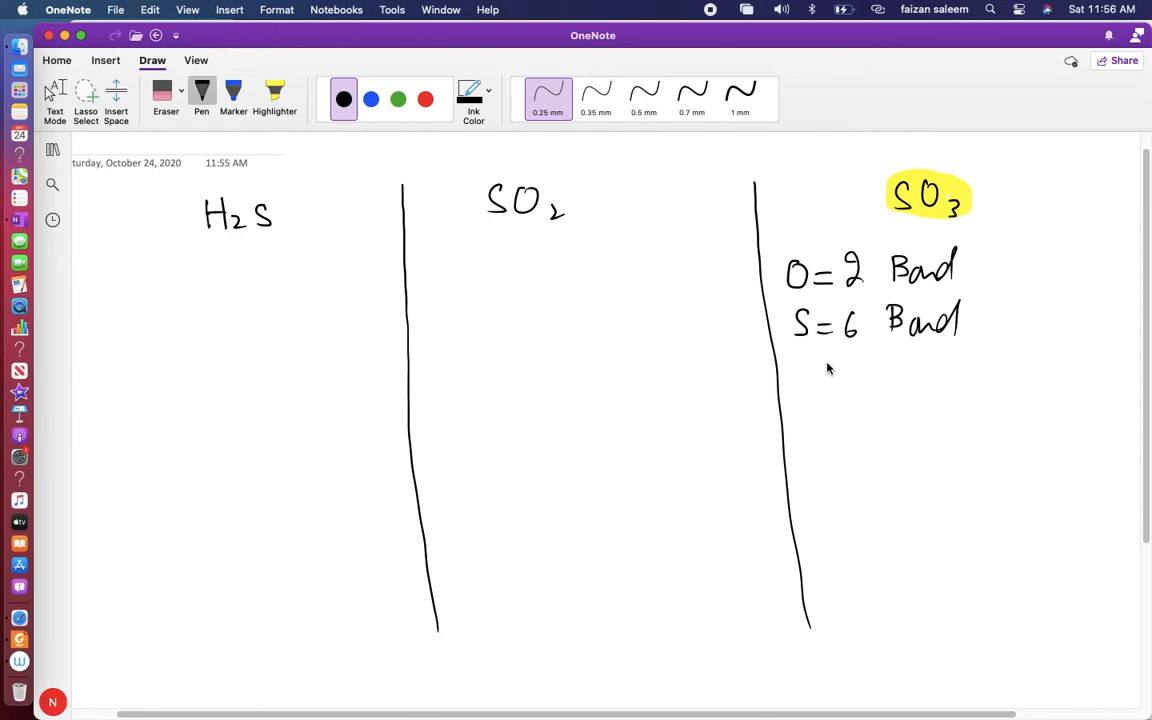 OneNote File Edit View Insert Format Notebooks Tools Window Help faizan saleem Sat 11:56 AM
OneNote
Home Insert Draw View
Share
Text Mode Lasso Select Insert Space Eraser Pen Marker Highlighter Ink Color 0.25 mm 0.35 mm 0.5 mm 0.7 mm 1 mm
turday, October 24, 2020 11:55 AM
H₂S
SO₂
SO₃
O = 2 Bond
S = 6 Bond
N